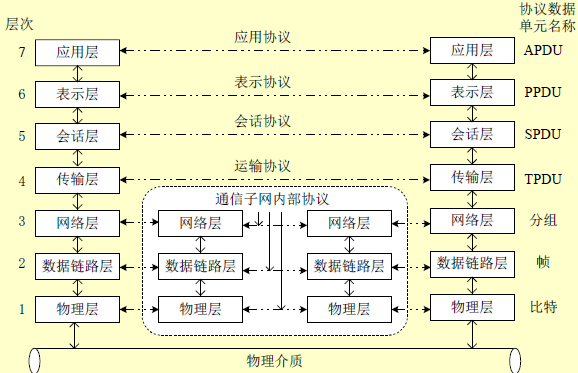 层次
协议数据
单元名称
7 应用层 应用协议 应用层 APDU
6 表示层 表示协议 表示层 PPDU
5 会话层 会话协议 会话层 SPDU
4 传输层 运输协议 传输层 TPDU
通信子网内部协议
3 网络层 网络层 网络层 网络层 分组
2 数据链路层 数据链路层 数据链路层 数据链路层 帧
1 物理层 物理层 物理层 物理层 比特
物理介质